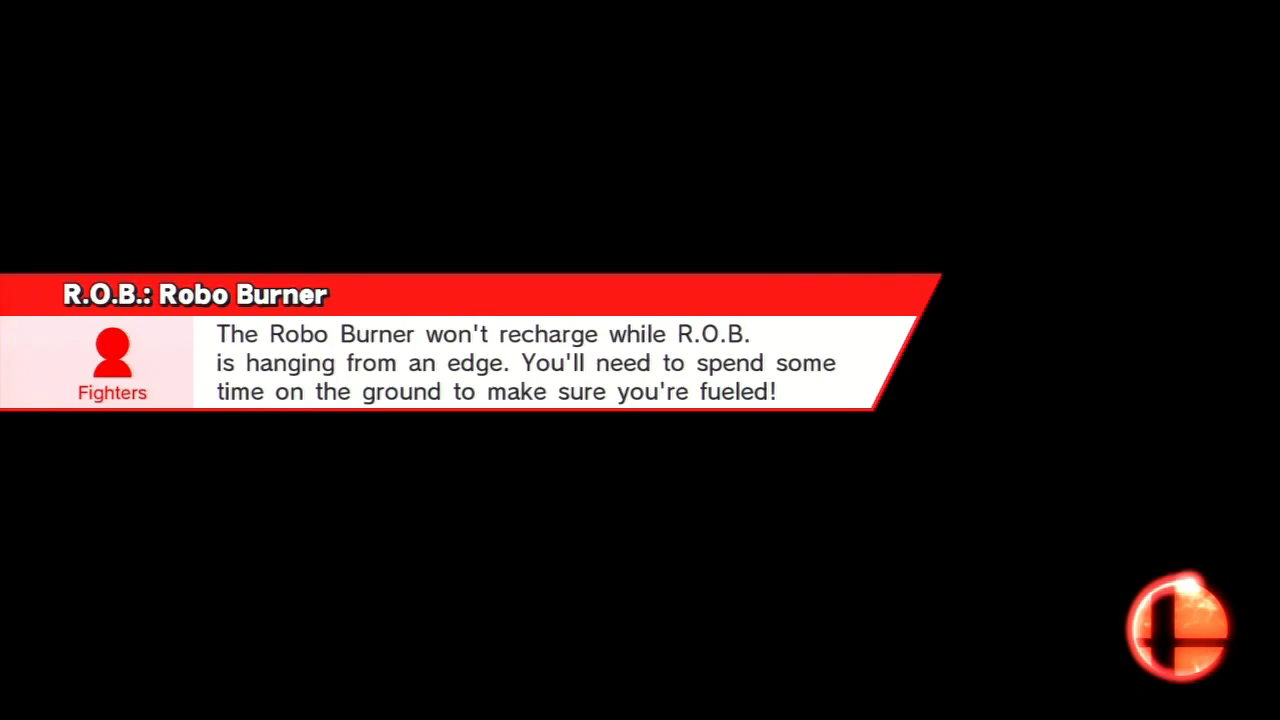 R.O.B.: Robo Burner
The Robo Burner won't recharge while R.O.B.
is hanging from an edge. You'll need to spend some
time on the ground to make sure you're fueled!
Fighters